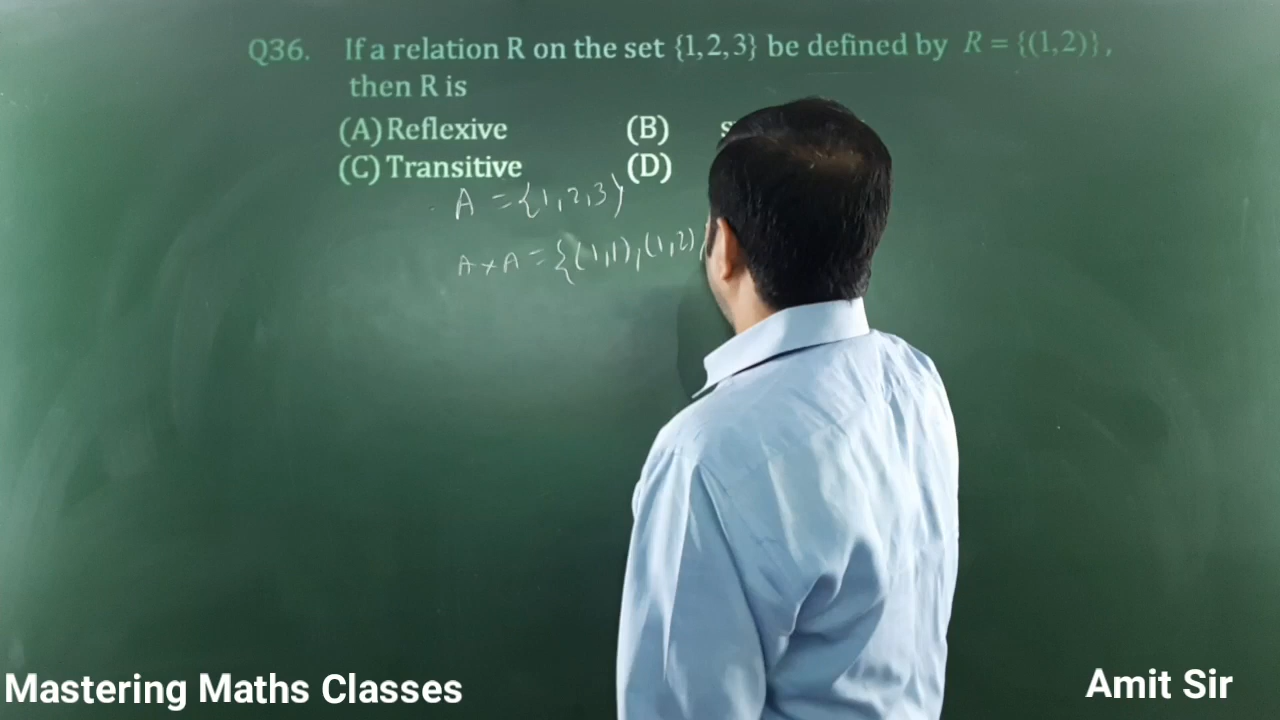 Q36. If a relation R on the set {1,2,3} be defined by R = {(1,2)},
then R is
(A) Reflexive (B)
(C) Transitive (D)
A = {1,2,3}
A×A = {(1,1),(1,2),
Mastering Maths Classes
Amit Sir